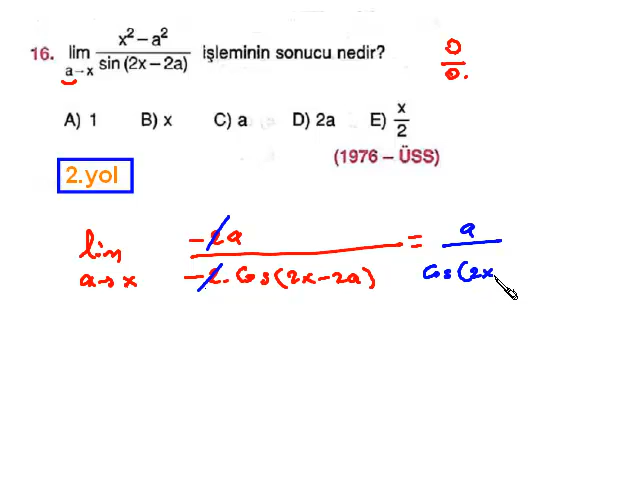 16. lim a→x x² – a² / sin (2x – 2a) işleminin sonucu nedir? 0/0.
A) 1 B) x C) a D) 2a E) x/2
(1976 – ÜSS)
2.yol
lim a→x –2a / –2.cos(2x–2a) = a / cos(2x